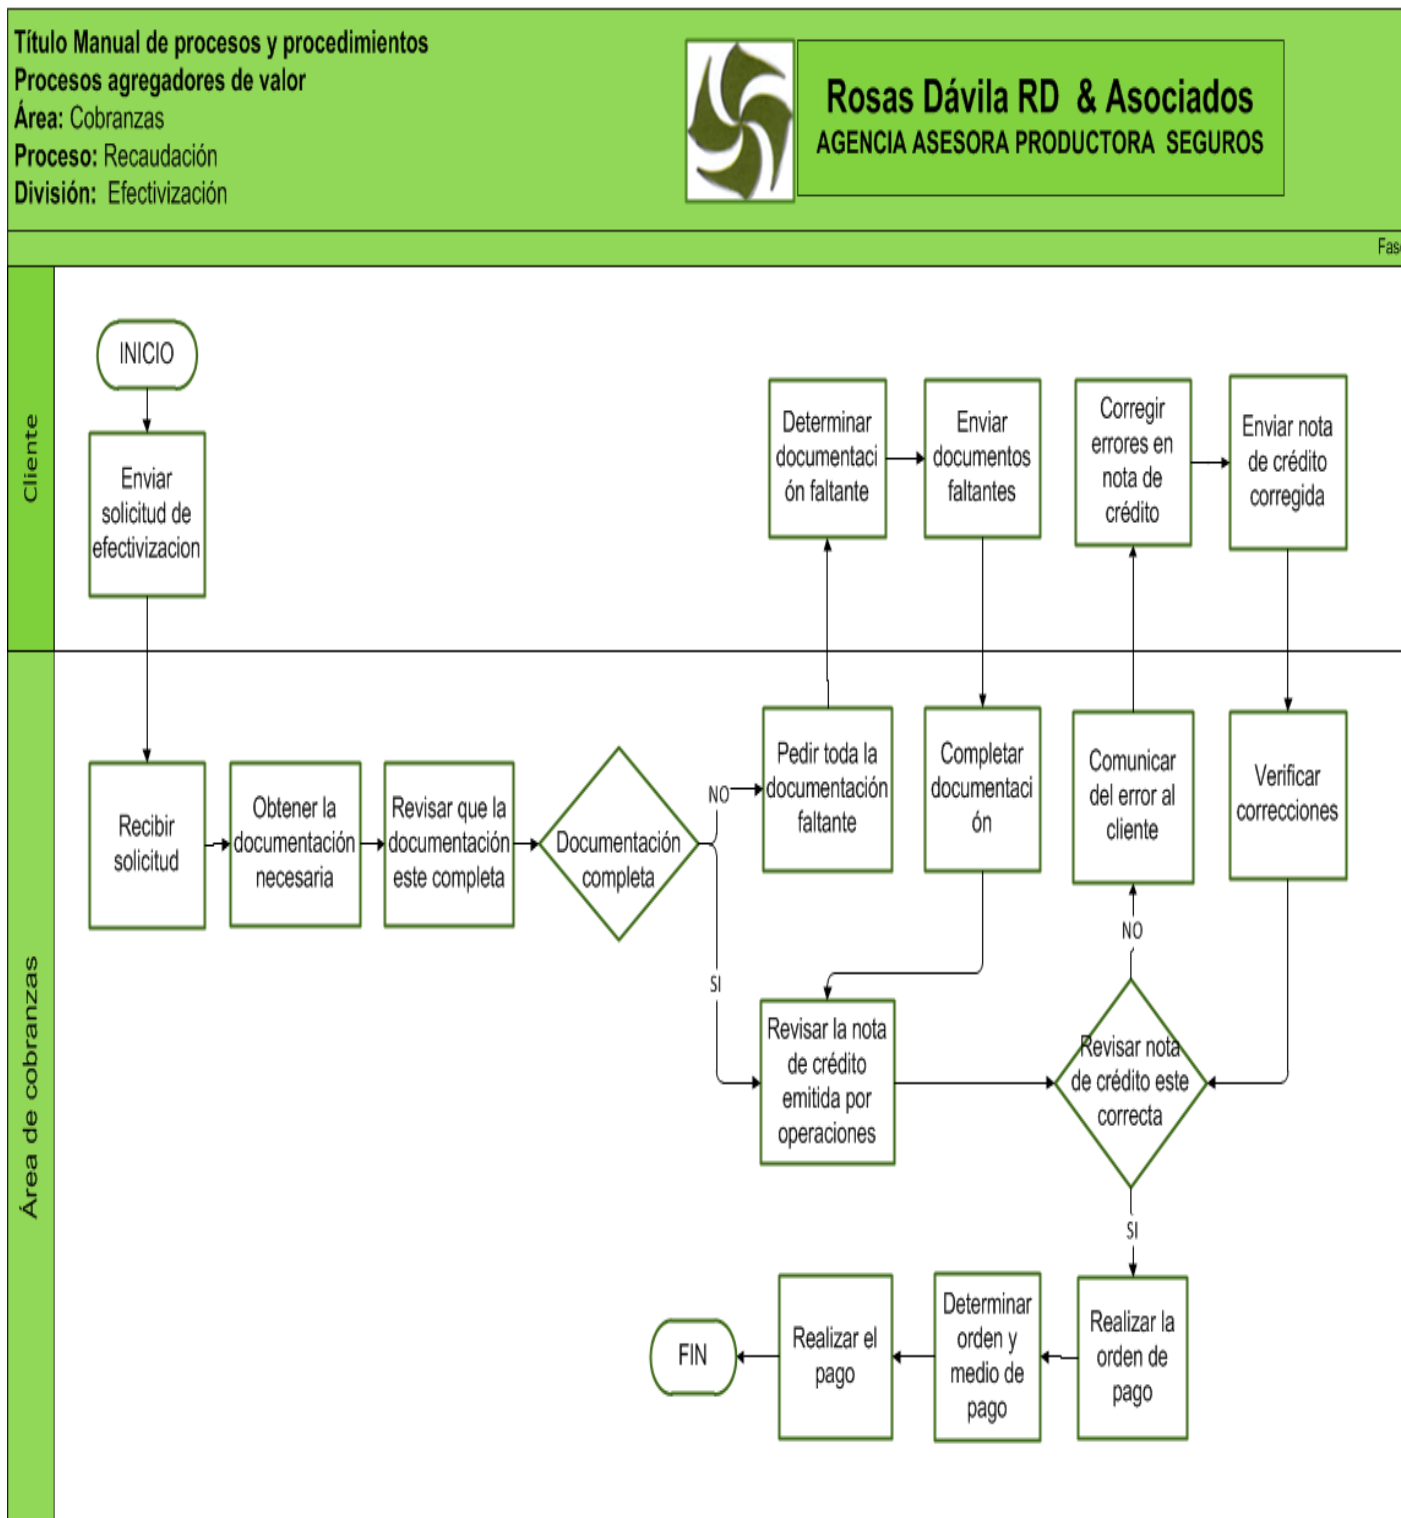 Título Manual de procesos y procedimientos
Procesos agregadores de valor
Área: Cobranzas
Proceso: Recaudación
División: Efectivización
Rosas Dávila RD & Asociados
AGENCIA ASESORA PRODUCTORA SEGUROS
Fase
Cliente
INICIO
Enviar
solicitud de
efectivizacion
Determinar
documentaci
ón faltante
Enviar
documentos
faltantes
Corregir
errores en
nota de
crédito
Enviar nota
de crédito
corregida
Área de cobranzas
Recibir
solicitud
Obtener la
documentación
necesaria
Revisar que la
documentación
este completa
Documentación
completa
NO
SI
Pedir toda la
documentación
faltante
Completar
documentaci
ón
Comunicar
del error al
cliente
Verificar
correcciones
NO
Revisar la nota
de crédito
emitida por
operaciones
Revisar nota
de crédito este
correcta
SI
FIN
Realizar el
pago
Determinar
orden y
medio de
pago
Realizar la
orden de
pago